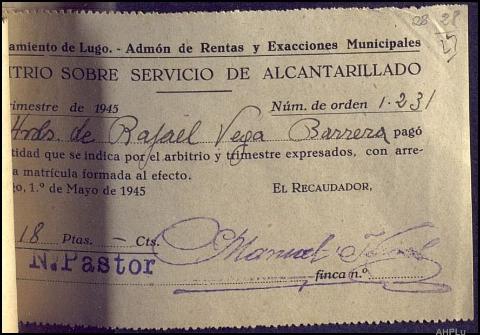 28 28
27
amiento de Lugo. - Admón de Rentas y Exacciones Municipales
ITRIO SOBRE SERVICIO DE ALCANTARILLADO
rimestre de 1945 Núm. de orden 1.231
Hrds. de Rafael Vega Barrera pagó
tidad que se indica por el arbitrio y trimestre expresados, con arre-
a matrícula formada al efecto.
go, 1.º de Mayo de 1945 EL RECAUDADOR,
18 Ptas. - Cts. Manuel
N. Pastor finca n.º
AHPLu